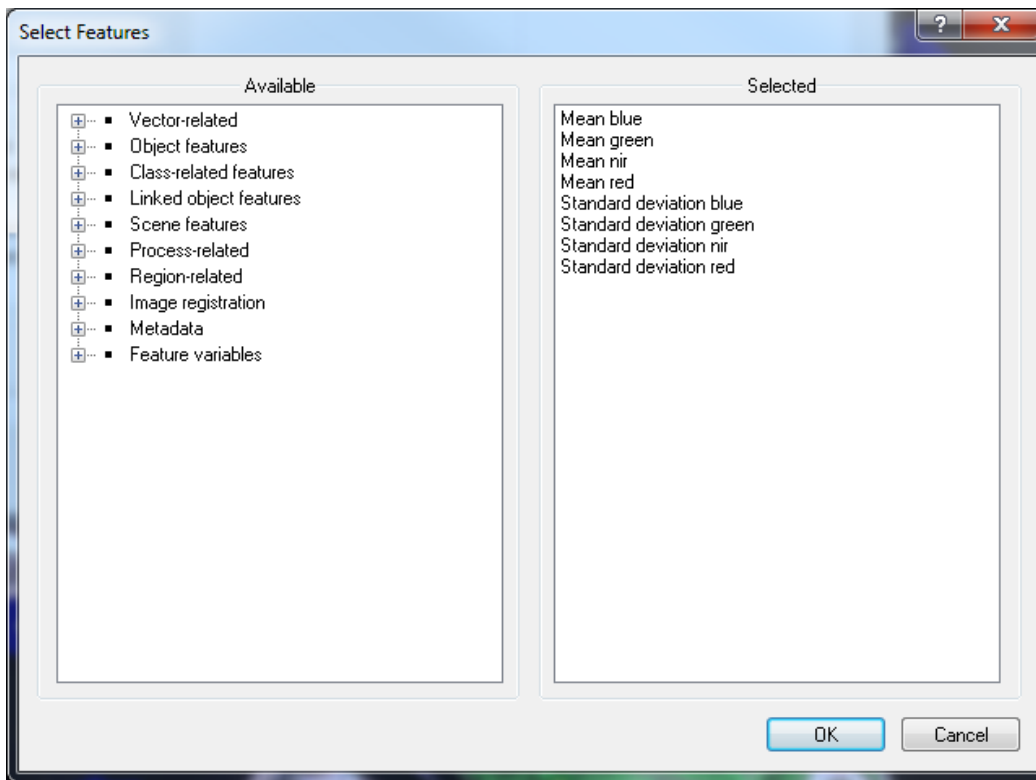 Select Features
?
X
Available
Vector-related
Object features
Class-related features
Linked object features
Scene features
Process-related
Region-related
Image registration
Metadata
Feature variables
Selected
Mean blue
Mean green
Mean nir
Mean red
Standard deviation blue
Standard deviation green
Standard deviation nir
Standard deviation red
OK
Cancel